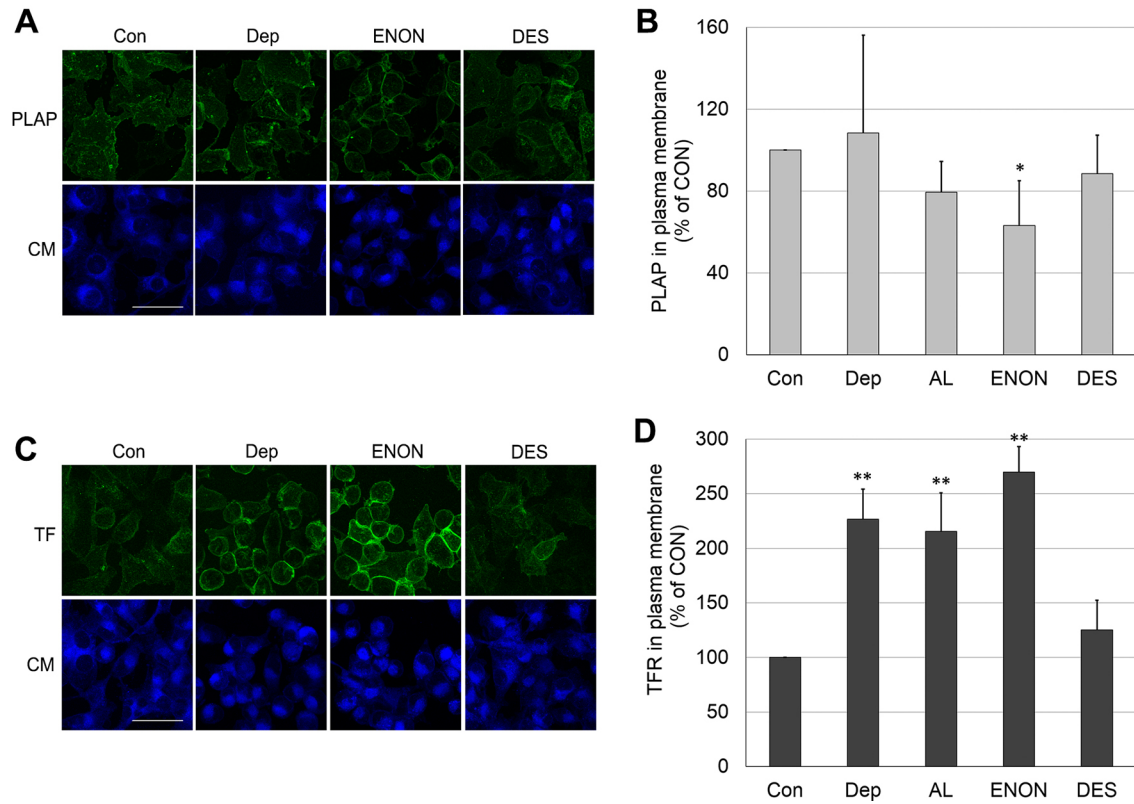 A
Con Dep ENON DES
PLAP
CM
B
PLAP in plasma membrane
(% of CON)
160
120
80
40
0
*
Con Dep AL ENON DES
C
Con Dep ENON DES
TF
CM
D
TFR in plasma membrane
(% of CON)
300
250
200
150
100
50
0
** ** **
Con Dep AL ENON DES